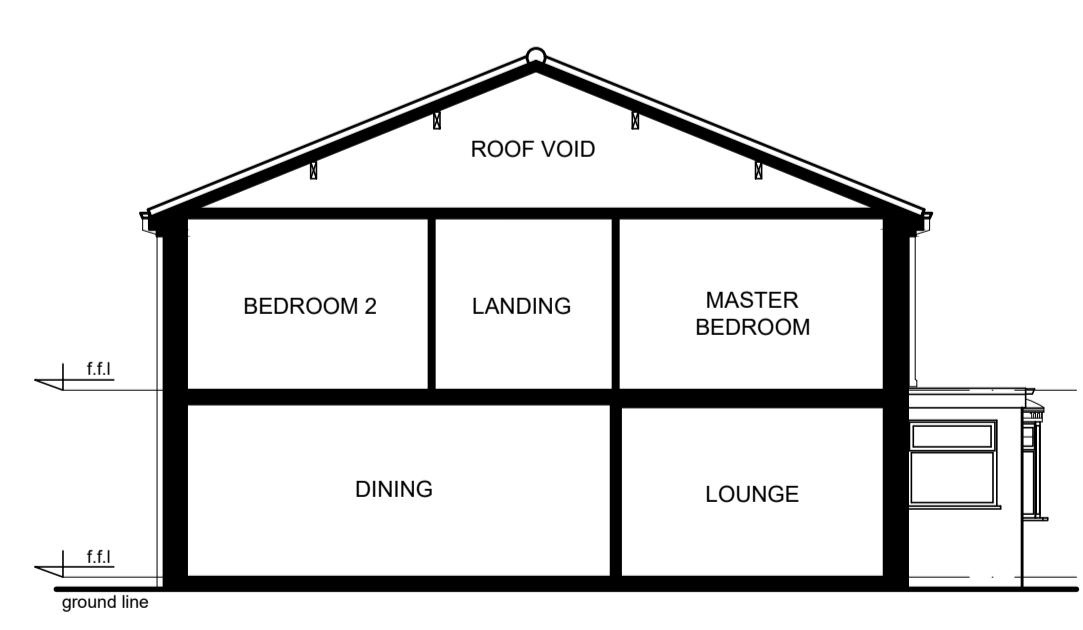 ROOF VOID
BEDROOM 2
LANDING
MASTER
BEDROOM
f.f.l
DINING
LOUNGE
f.f.l
ground line